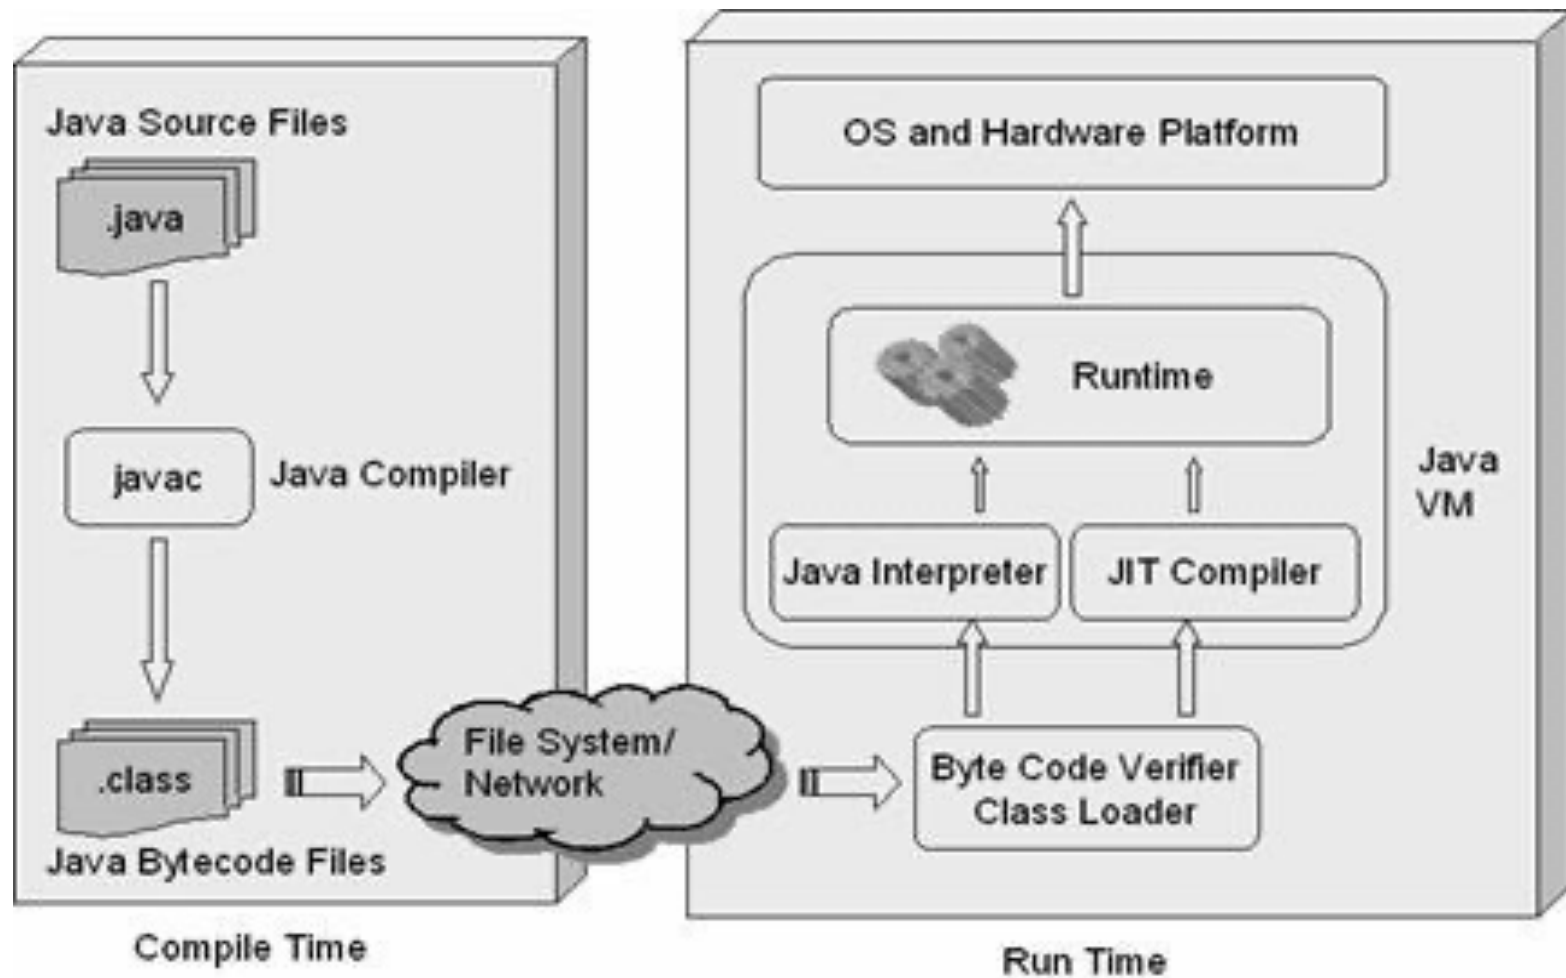 Java Source Files
.java
javac
Java Compiler
.class
Java Bytecode Files
Compile Time
File System/
Network
OS and Hardware Platform
Runtime
Java
VM
Java Interpreter
JIT Compiler
Byte Code Verifier
Class Loader
Run Time